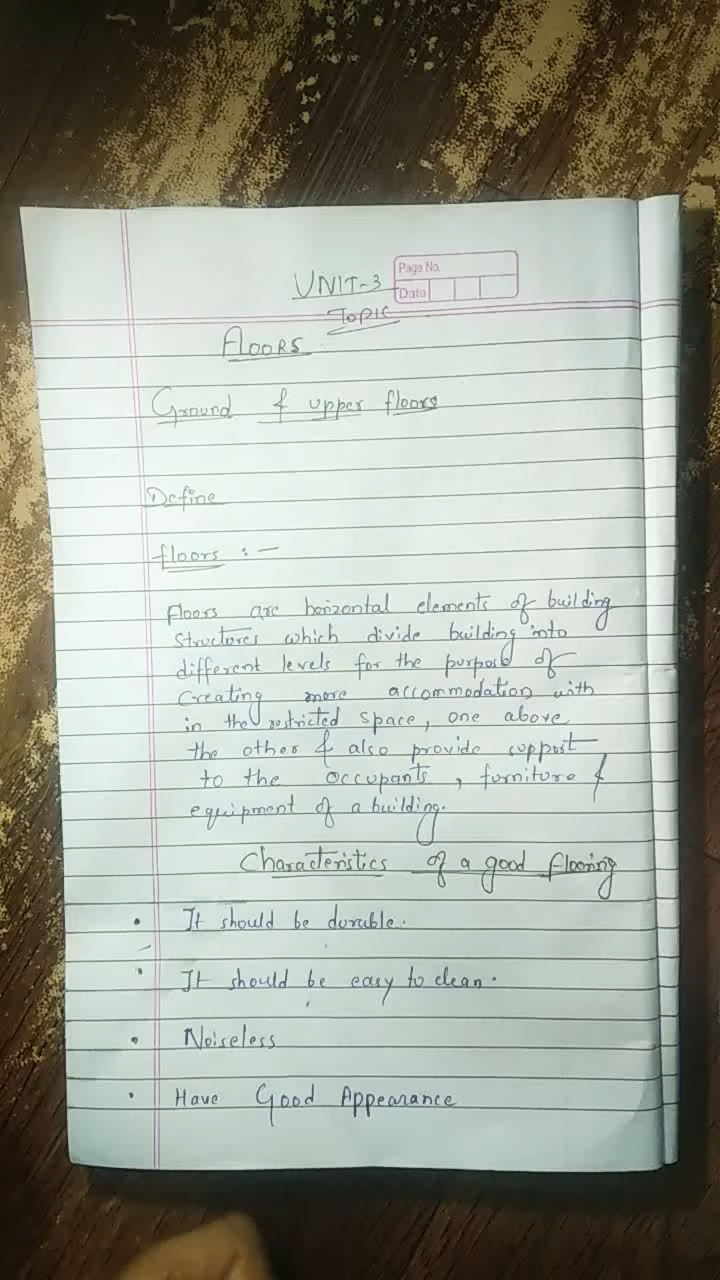 UNIT-3
Page No.
Date
TOPIC
FLOORS
Ground & upper floors
Define
floors :-
Floors are horizontal elements of building
structures which divide building into
different levels for the purpose of
Creating more accommodation with
in the restricted space, one above
the other & also provide support
to the occupants, furniture &
equipment of a building.
Characteristics of a good flooring
• It should be durable.
• It should be easy to clean.
• Noiseless
• Have Good Appearance